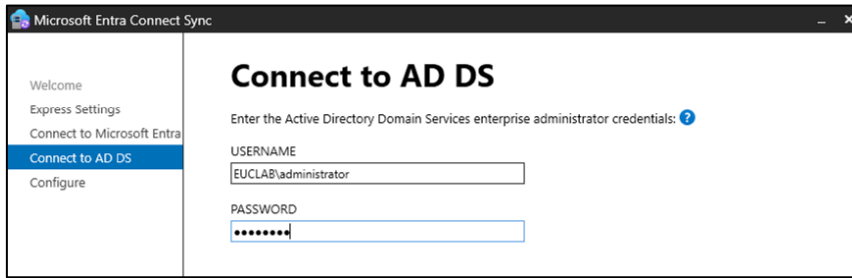 Microsoft Entra Connect Sync
Welcome
Express Settings
Connect to Microsoft Entra
Connect to AD DS
Configure
Connect to AD DS
Enter the Active Directory Domain Services enterprise administrator credentials: ?
USERNAME
EUCLAB\administrator
PASSWORD
••••••••